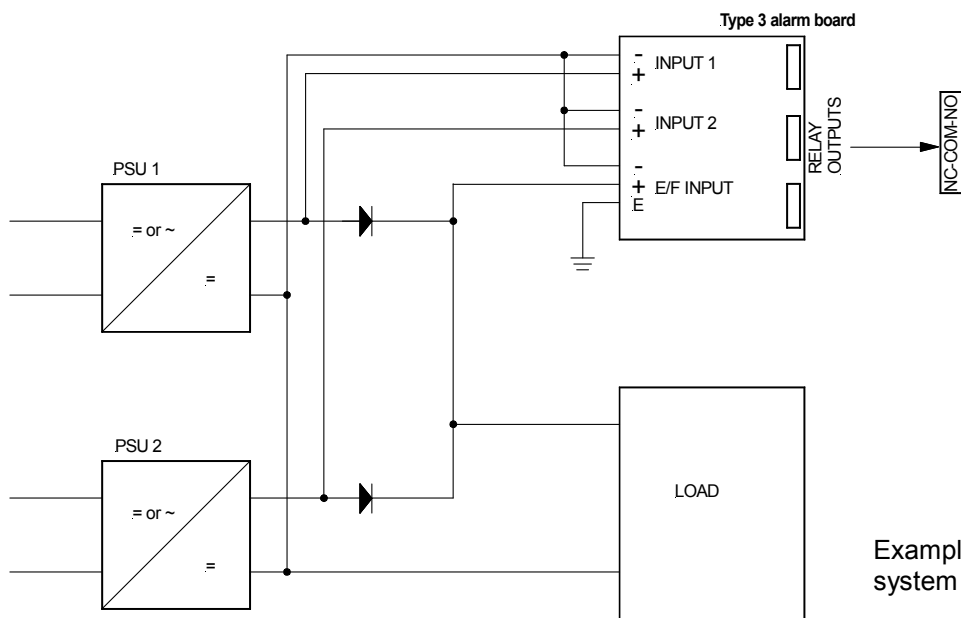 Type 3 alarm board
- INPUT 1
+
- INPUT 2
+
-
+ E/F INPUT
E
RELAY
OUTPUTS
NC-COM-NO
PSU 1
= or ~
=
PSU 2
= or ~
=
LOAD
Exampl
system